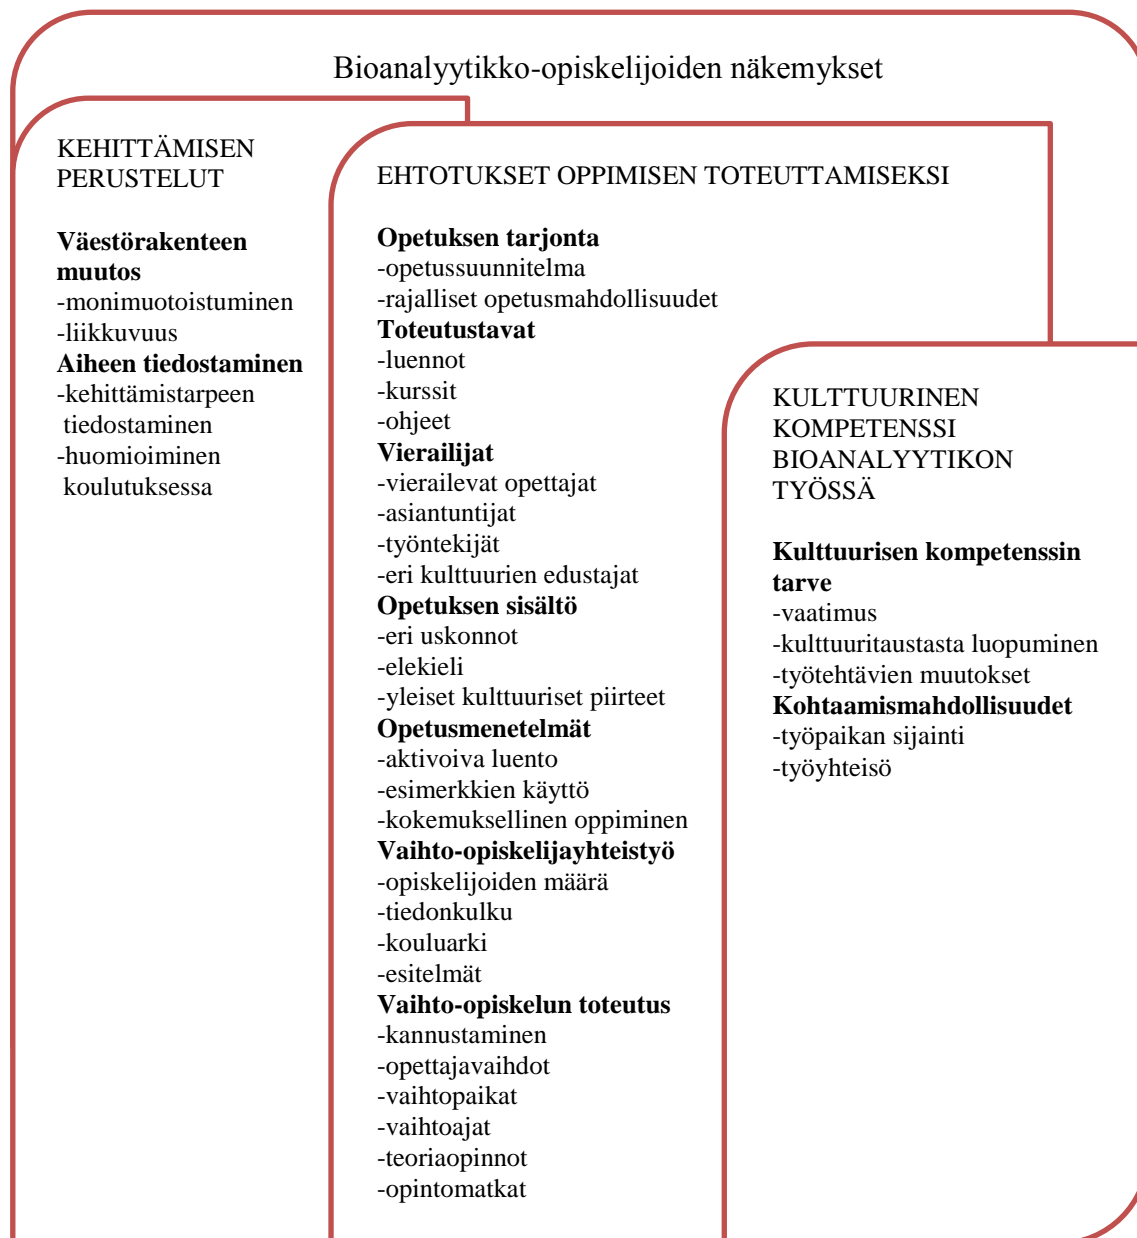 Bioanalyytikko-opiskelijoiden näkemykset
KEHITTÄMISEN
PERUSTELUT
Väestörakenteen
muutos
-monimuotoistuminen
-liikkuvuus
Aiheen tiedostaminen
-kehittämistarpeen
tiedostaminen
-huomioiminen
koulutuksessa
EHTOTUKSET OPPIMISEN TOTEUTTAMISEKSI
Opetuksen tarjonta
-opetussuunnitelma
-rajalliset opetusmahdollisuudet
Toteutustavat
-luennot
-kurssit
-ohjeet
Vierailijat
-vierailevat opettajat
-asiantuntijat
-työntekijät
-eri kulttuurien edustajat
Opetuksen sisältö
-eri uskonnot
-elekieli
-yleiset kulttuuriset piirteet
Opetusmenetelmät
-aktivoiva luento
-esimerkkien käyttö
-kokemuksellinen oppiminen
Vaihto-opiskelijayhteistyö
-opiskelijoiden määrä
-tiedonkulku
-kouluarki
-esitelmät
Vaihto-opiskelun toteutus
-kannustaminen
-opettajavaihdot
-vaihtopaikat
-vaihtoajat
-teoriaopinnot
-opintomatkat
KULTTUURINEN
KOMPETENSSI
BIOANALYYTIKON
TYÖSSÄ
Kulttuurisen kompetenssin
tarve
-vaatimus
-kulttuuritaustasta luopuminen
-työtehtävien muutokset
Kohtaamismahdollisuudet
-työpaikan sijainti
-työyhteisö